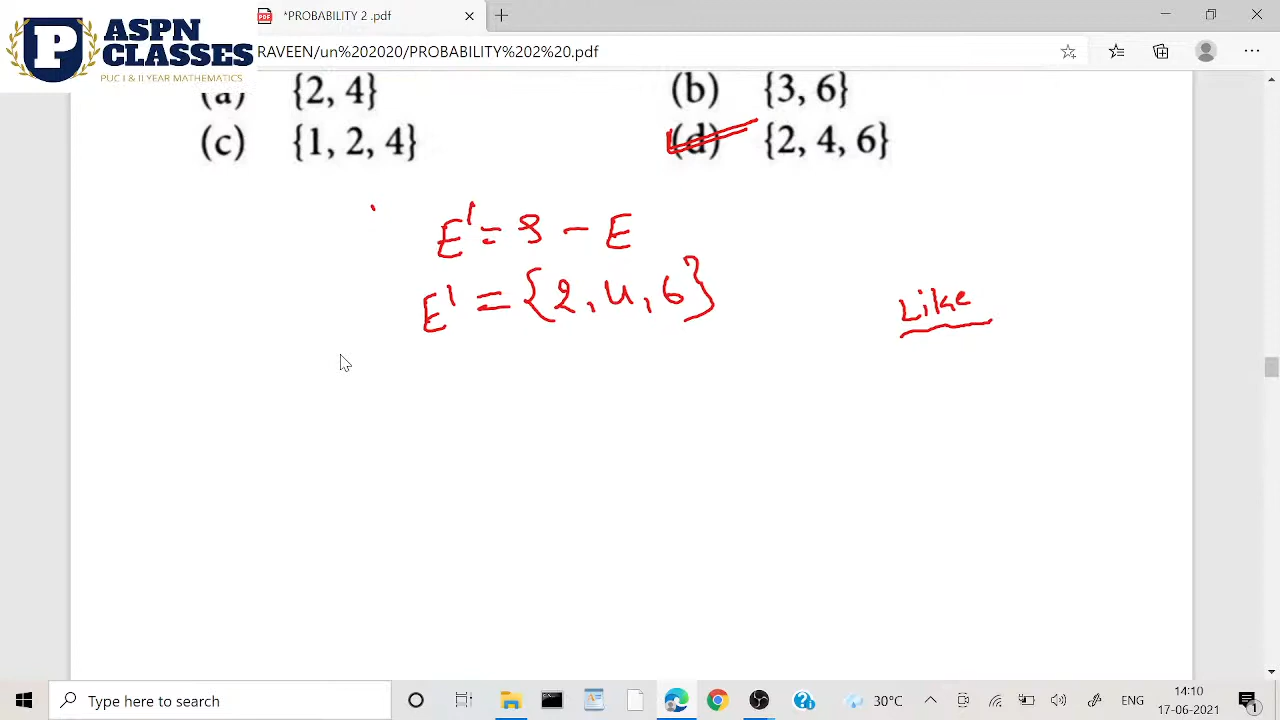 *PROBABILITY 2 .pdf
ASPN
CLASSES
PUC I & II YEAR MATHEMATICS
RAVEEN/un%202020/PROBABILITY%202%20.pdf
(a) {2, 4} (b) {3, 6}
(c) {1, 2, 4} (d) {2, 4, 6}
E' = S - E
E' = {2, 4, 6}
Like
Type here to search
30°C
ENG
14:10
17-06-2021